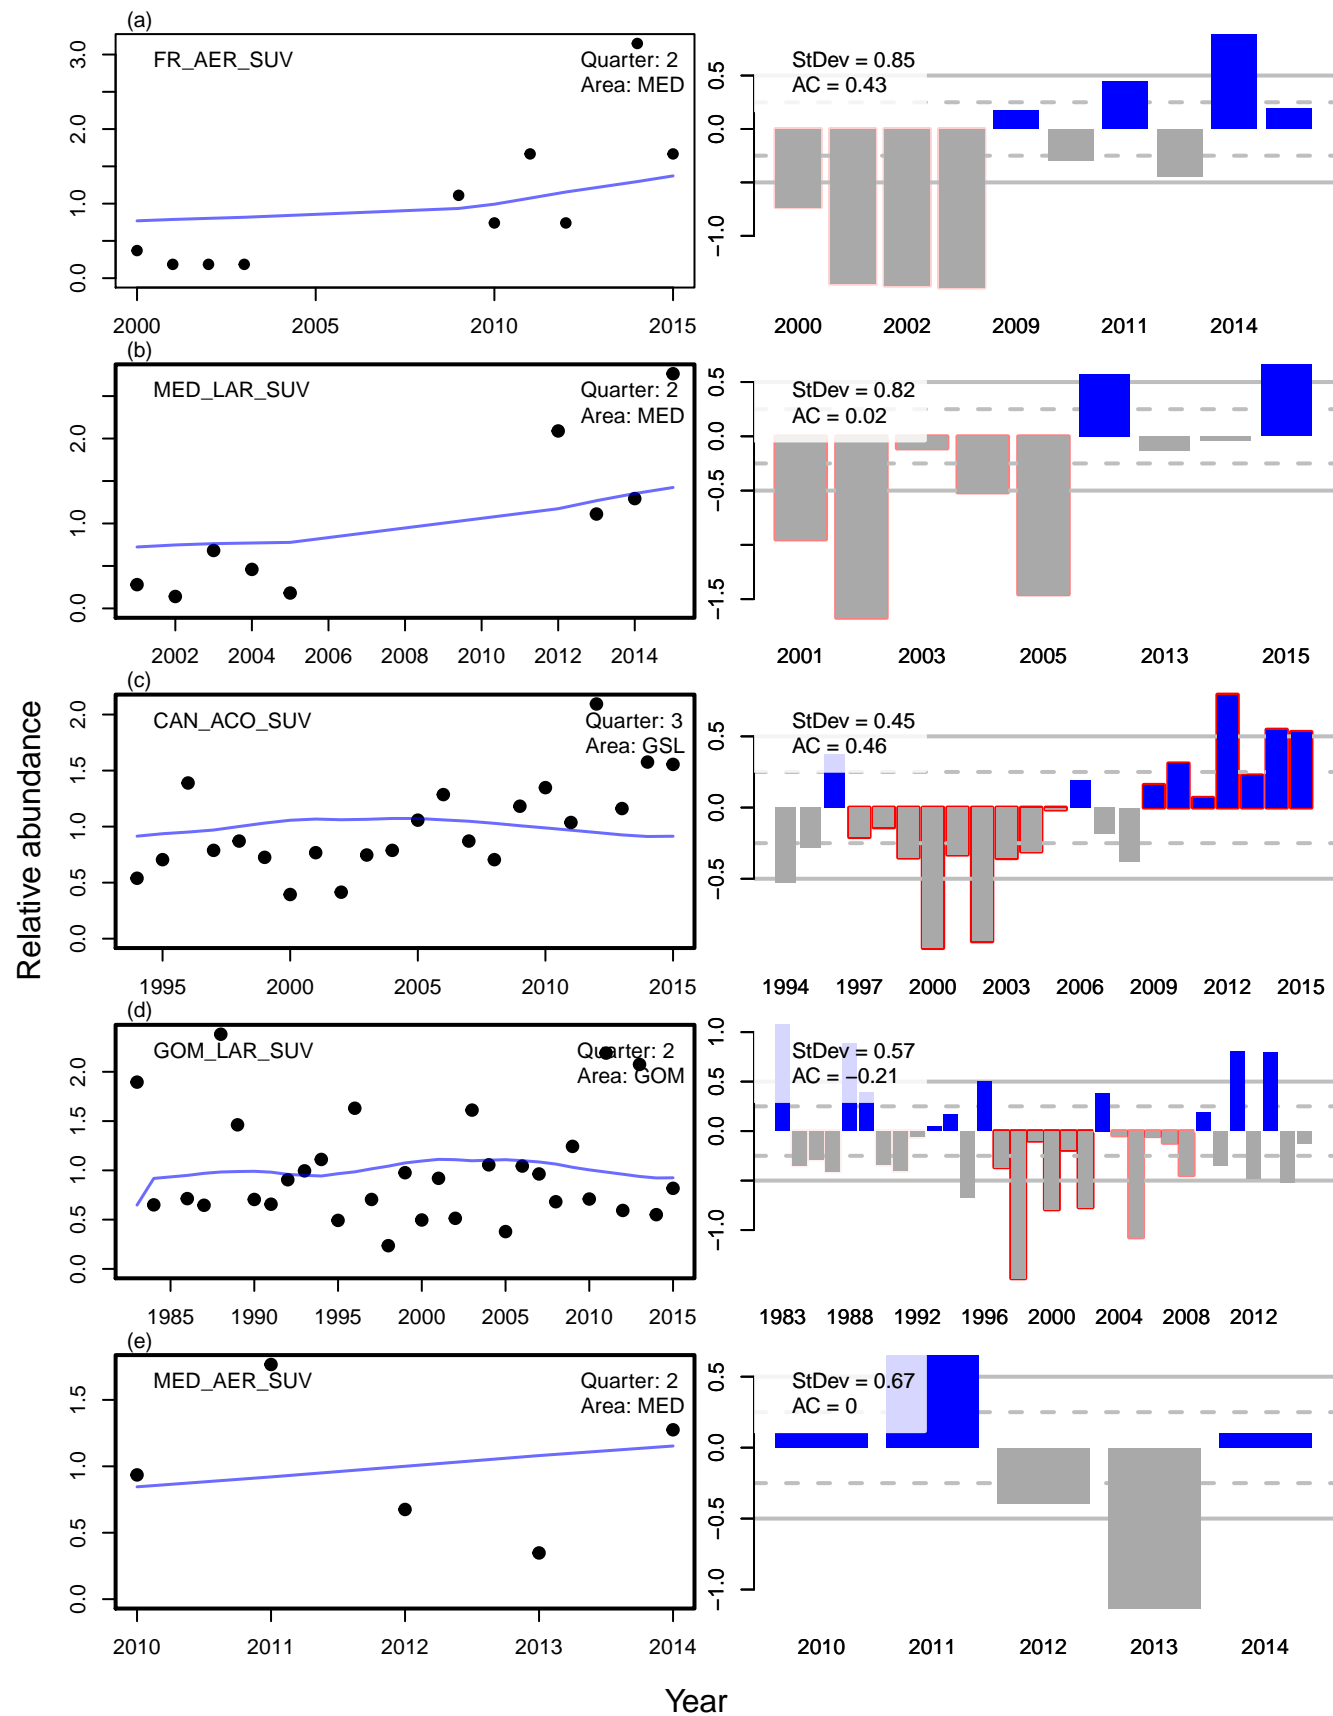 (a)
FR_AER_SUV
Quarter: 2
Area: MED
0.0 1.0 2.0 3.0
2000 2005 2010 2015
StDev = 0.85
AC = 0.43
−1.0 0.0 0.5
2000 2002 2009 2011 2014
(b)
MED_LAR_SUV
Quarter: 2
Area: MED
0.0 1.0 2.0
2002 2004 2006 2008 2010 2012 2014
StDev = 0.82
AC = 0.02
−1.5 −0.5 0.0 0.5
2001 2003 2005 2013 2015
(c)
CAN_ACO_SUV
Quarter: 3
Area: GSL
0.0 0.5 1.0 1.5 2.0
1995 2000 2005 2010 2015
StDev = 0.45
AC = 0.46
−0.5 0.0 0.5
1994 1997 2000 2003 2006 2009 2012 2015
Relative abundance
(d)
GOM_LAR_SUV
Quarter: 2
Area: GOM
0.0 0.5 1.0 1.5 2.0
1985 1990 1995 2000 2005 2010 2015
StDev = 0.57
AC = −0.21
−1.0 0.0 0.5 1.0
1983 1988 1992 1996 2000 2004 2008 2012
(e)
MED_AER_SUV
Quarter: 2
Area: MED
0.0 0.5 1.0 1.5
2010 2011 2012 2013 2014
StDev = 0.67
AC = 0
−1.0 −0.5 0.0 0.5
2010 2011 2012 2013 2014
Year